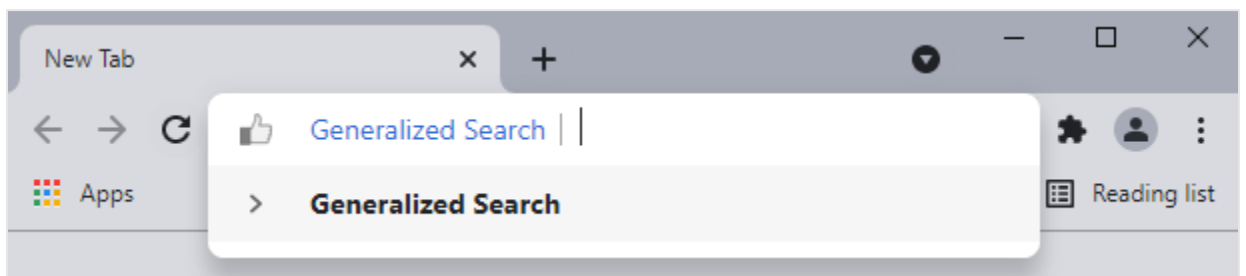 New Tab
Generalized Search
Apps
Generalized Search
Reading list